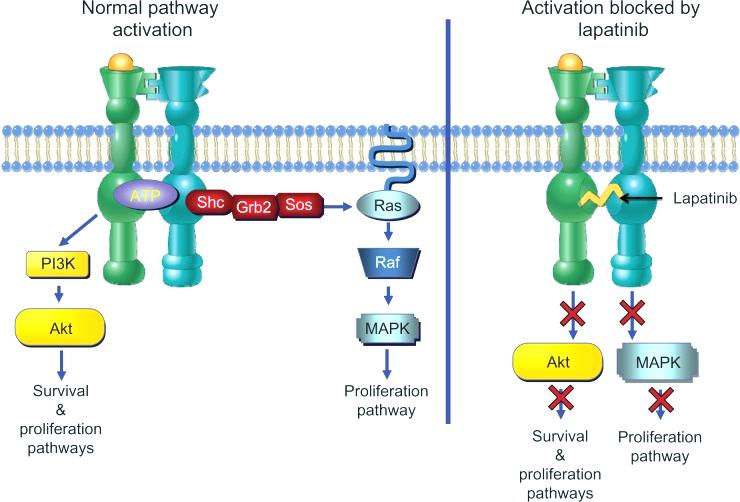 Normal pathway
activation
ATP
Shc
Grb2
Sos
Ras
PI3K
Raf
Akt
MAPK
Survival
&
proliferation
pathways
Proliferation
pathway
Activation blocked by
lapatinib
Lapatinib
Akt
MAPK
Survival
&
proliferation
pathways
Proliferation
pathway